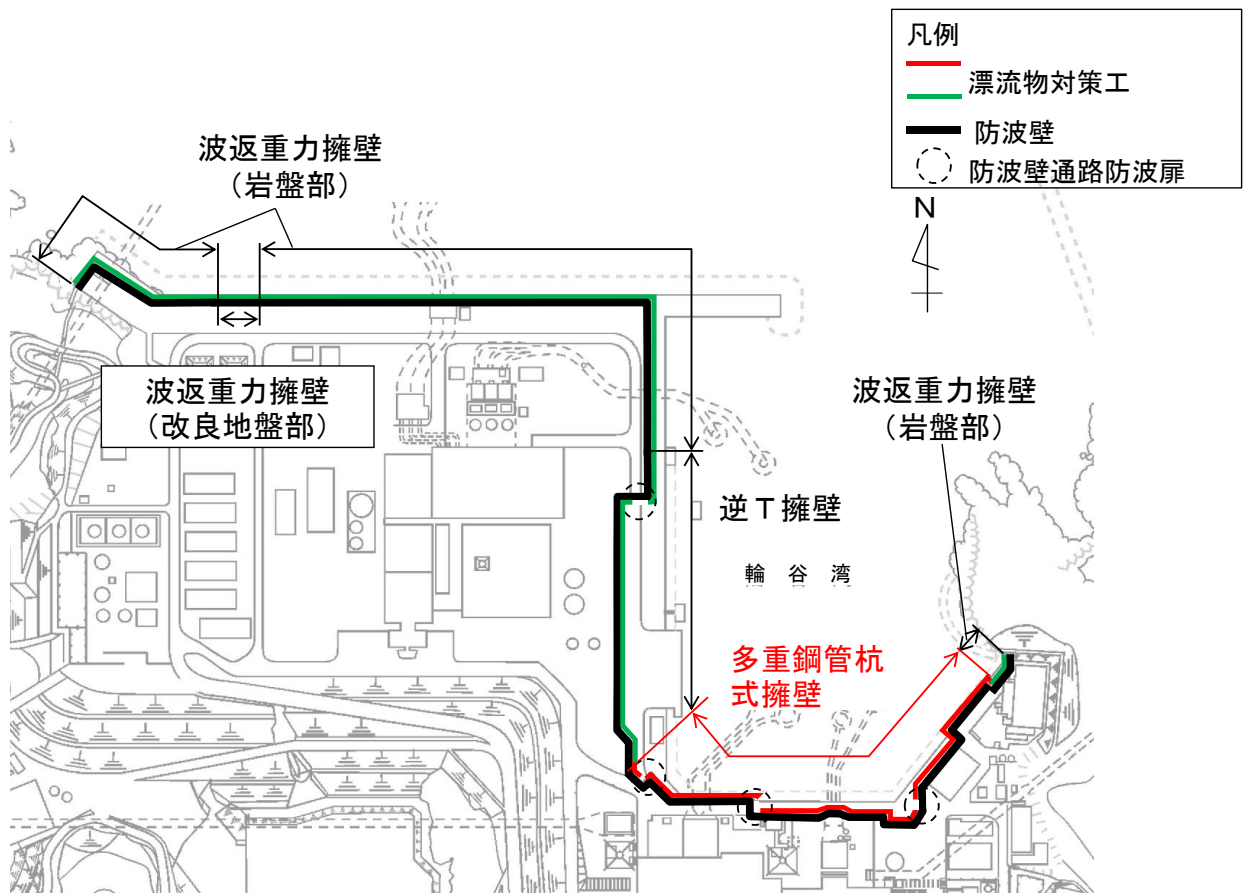 凡例
漂流物対策工
防波壁
防波壁通路防波扉
N
波返重力擁壁
（岩盤部）
波返重力擁壁
（改良地盤部）
波返重力擁壁
（岩盤部）
逆Ｔ擁壁
輪谷湾
多重鋼管杭
式擁壁